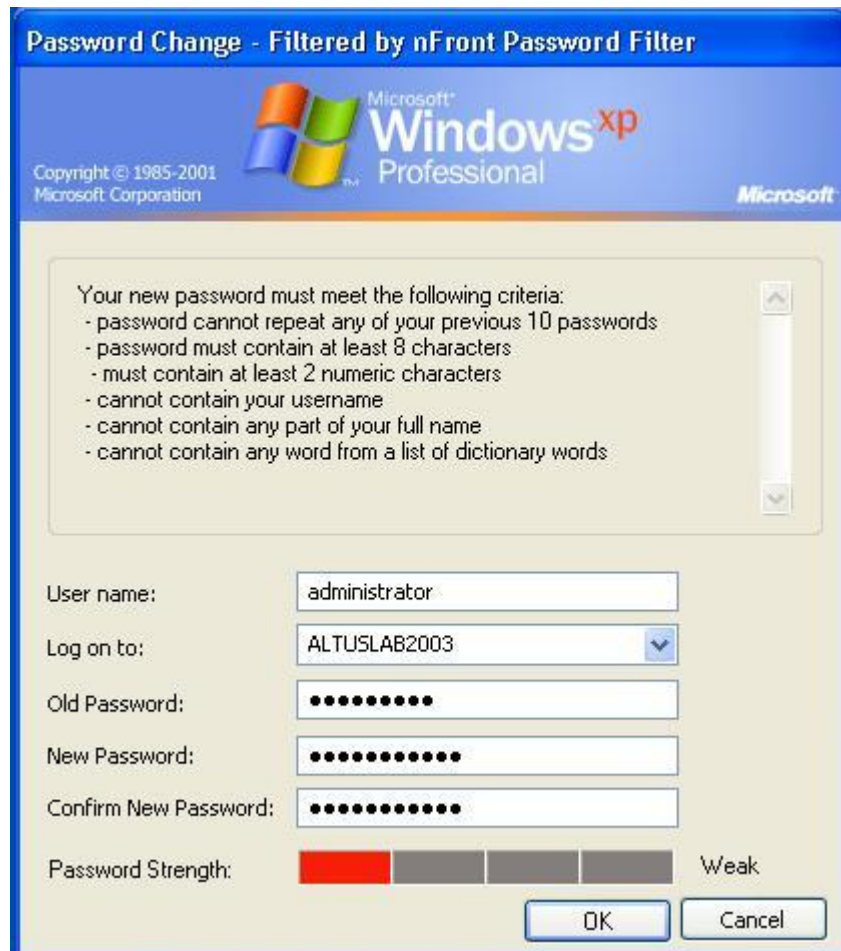 Password Change - Filtered by nFront Password Filter
Microsoft
Windows xp
Professional
TM
Copyright © 1985-2001
Microsoft Corporation
Microsoft
Your new password must meet the following criteria:
- password cannot repeat any of your previous 10 passwords
- password must contain at least 8 characters
- must contain at least 2 numeric characters
- cannot contain your username
- cannot contain any part of your full name
- cannot contain any word from a list of dictionary words
User name: administrator
Log on to: ALTUSLAB2003
Old Password: •••••••••
New Password: •••••••••••
Confirm New Password: •••••••••••
Password Strength: Weak
OK Cancel